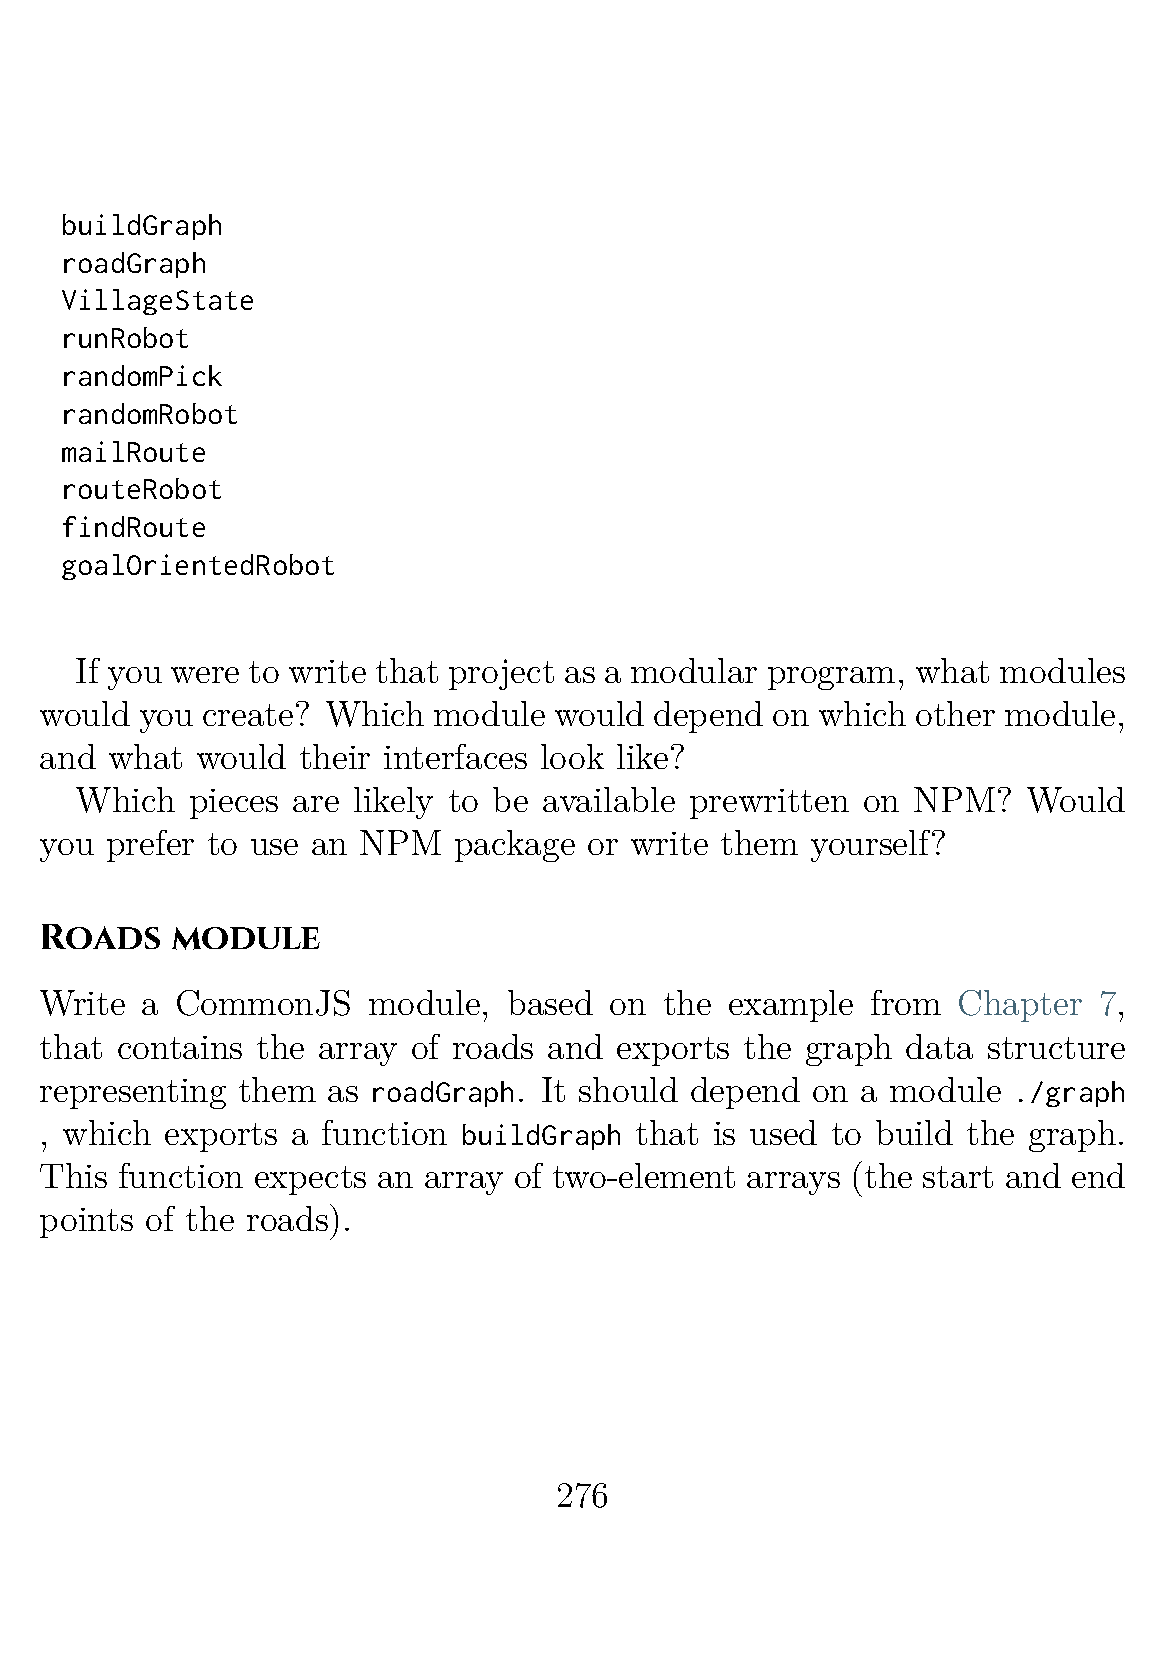 buildGraph
roadGraph
VillageState
runRobot
randomPick
randomRobot
mailRoute
routeRobot
findRoute
goalOrientedRobot
If you were to write that project as a modular program, what modules
would you create? Which module would depend on which other module,
and what would their interfaces look like?
Which pieces are likely to be available prewritten on NPM? Would
you prefer to use an NPM package or write them yourself?
Roads module
Write a CommonJS module, based on the example from Chapter 7,
that contains the array of roads and exports the graph data structure
representing them as roadGraph. It should depend on a module ./graph
, which exports a function buildGraph that is used to build the graph.
This function expects an array of two-element arrays (the start and end
points of the roads).
276